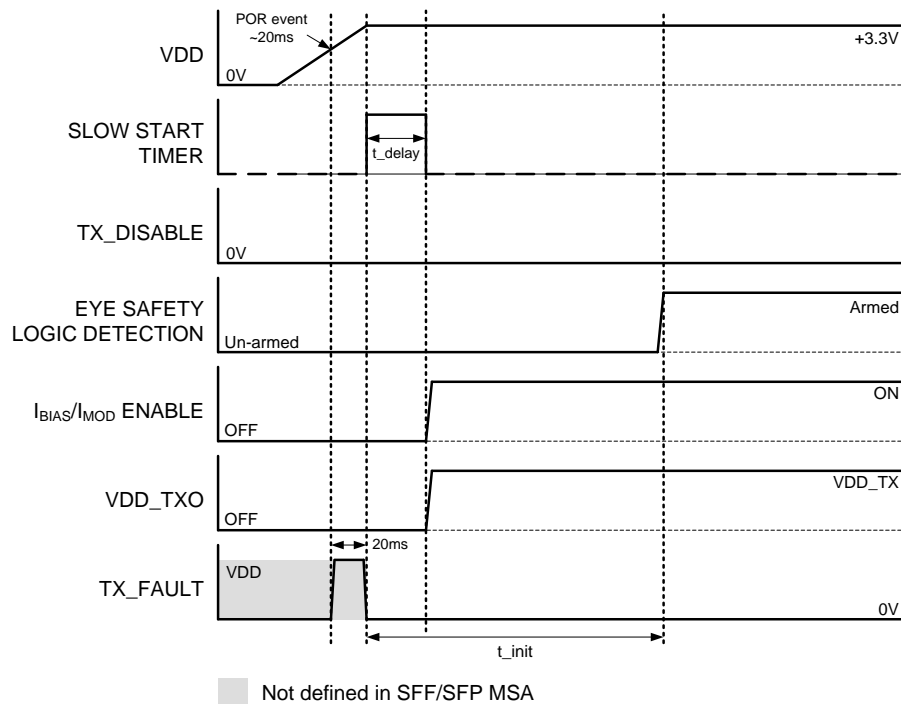 POR event
~20ms
VDD
0V
+3.3V
SLOW START
TIMER
t_delay
TX_DISABLE
0V
EYE SAFETY
LOGIC DETECTION
Un-armed
Armed
IBIAS/IMOD ENABLE
OFF
ON
VDD_TXO
OFF
VDD_TX
20ms
TX_FAULT
VDD
0V
t_init
Not defined in SFF/SFP MSA